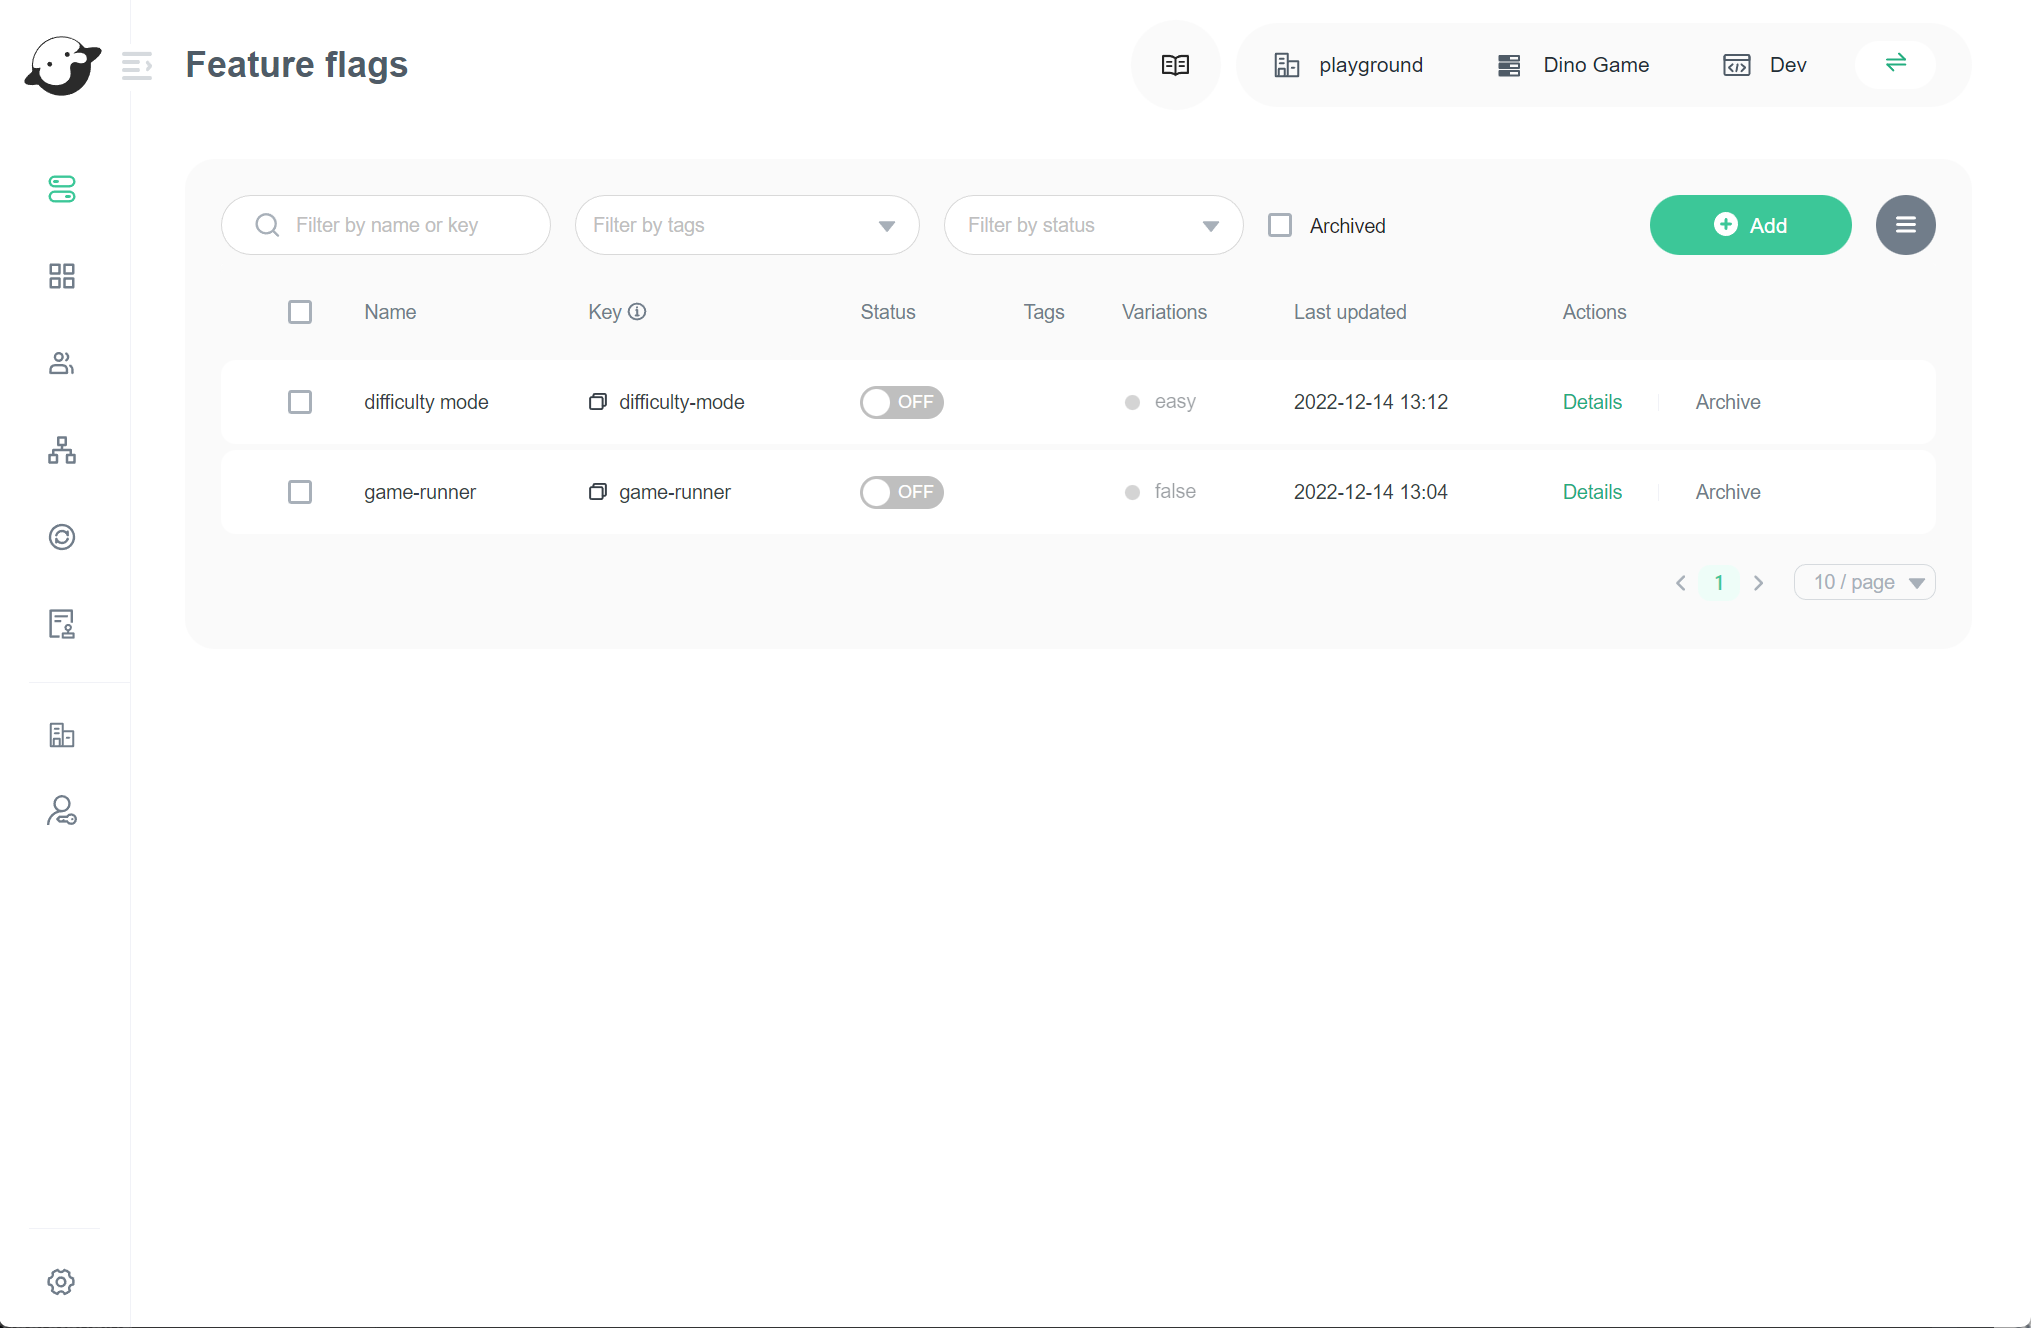 Feature flags
playground
Dino Game
Dev
Filter by name or key
Filter by tags
Filter by status
Archived
Add
Name Key Status Tags Variations Last updated Actions
difficulty mode difficulty-mode OFF easy 2022-12-14 13:12 Details Archive
game-runner game-runner OFF false 2022-12-14 13:04 Details Archive
1 10 / page